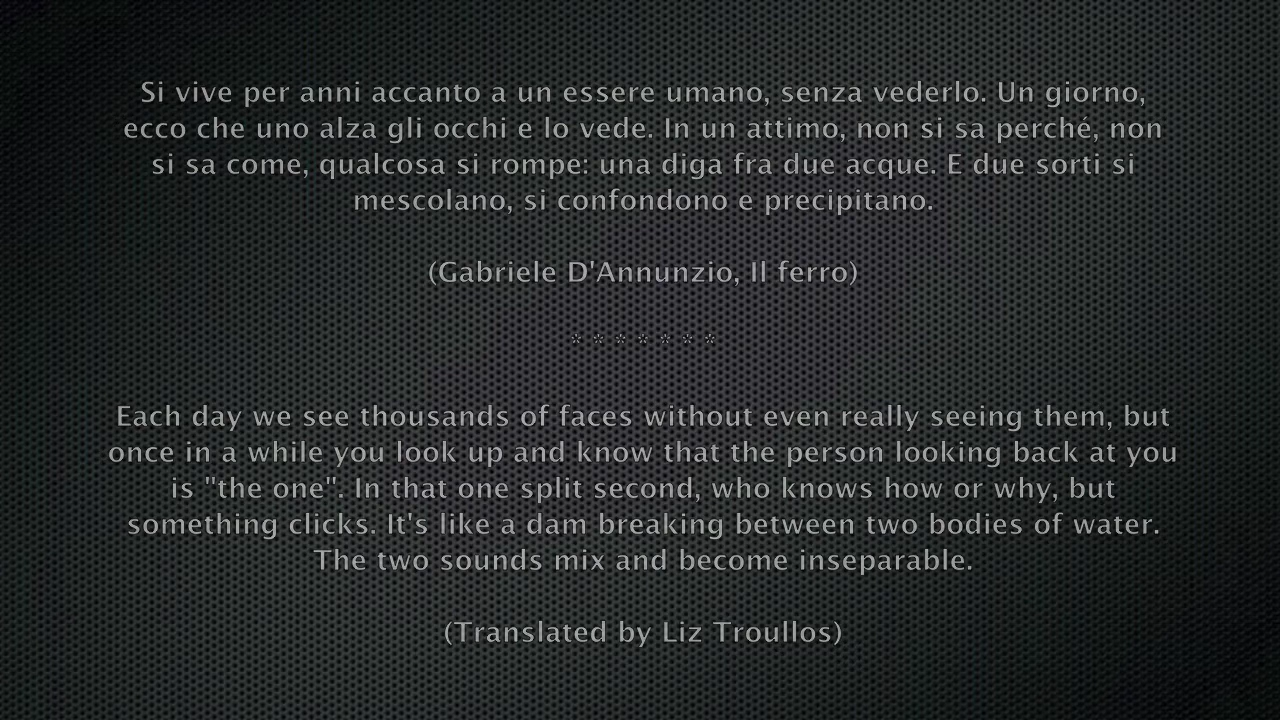 Si vive per anni accanto a un essere umano, senza vederlo. Un giorno,
ecco che uno alza gli occhi e lo vede. In un attimo, non si sa perché, non
si sa come, qualcosa si rompe: una diga fra due acque. E due sorti si
mescolano, si confondono e precipitano.
(Gabriele D'Annunzio, Il ferro)
* * * * * * *
Each day we see thousands of faces without even really seeing them, but
once in a while you look up and know that the person looking back at you
is "the one". In that one split second, who knows how or why, but
something clicks. It's like a dam breaking between two bodies of water.
The two sounds mix and become inseparable.
(Translated by Liz Troullos)